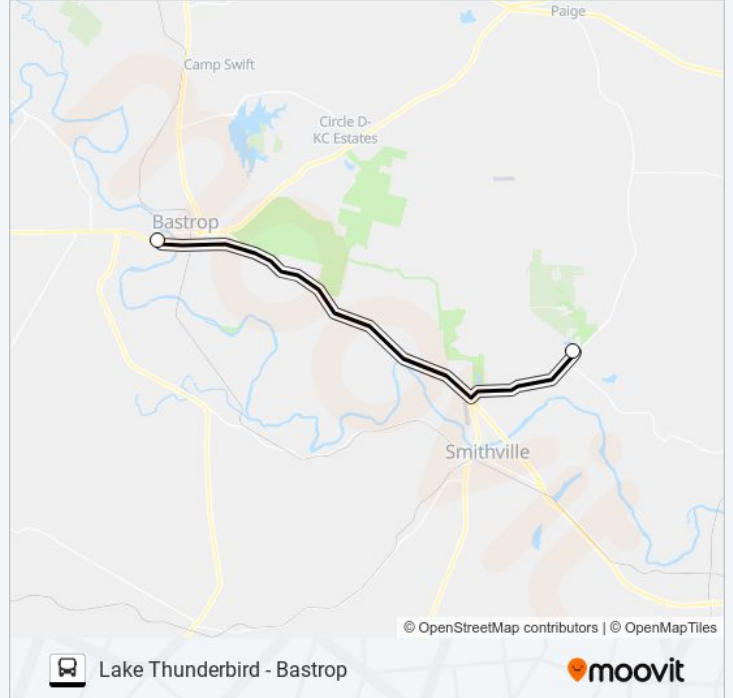 Paige
Camp Swift
Circle D-
KC Estates
Bastrop
Smithville
© OpenStreetMap contributors | © OpenMapTiles
Lake Thunderbird - Bastrop
moovit